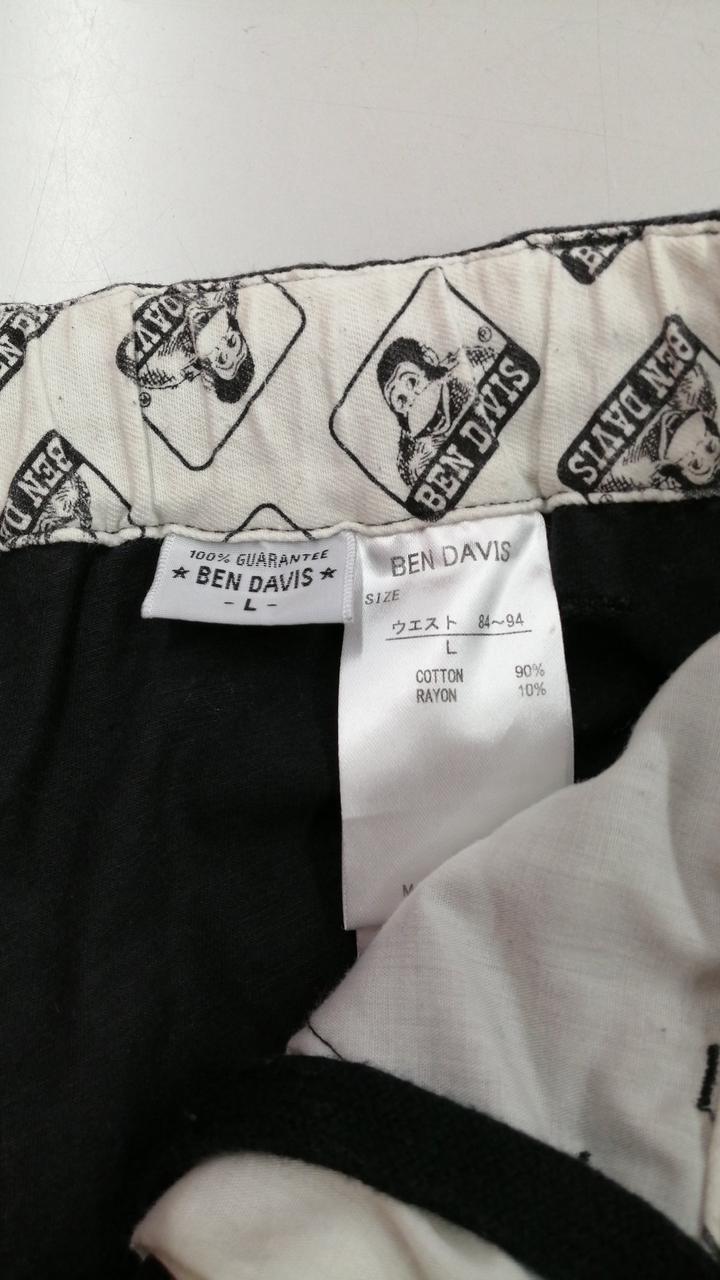 BEN DAVIS
BEN DAVIS
BEN DAVIS
100% GUARANTEE
★ BEN DAVIS ★
- L -
BEN DAVIS
SIZE
ウエスト 84〜94
L
COTTON 90%
RAYON 10%